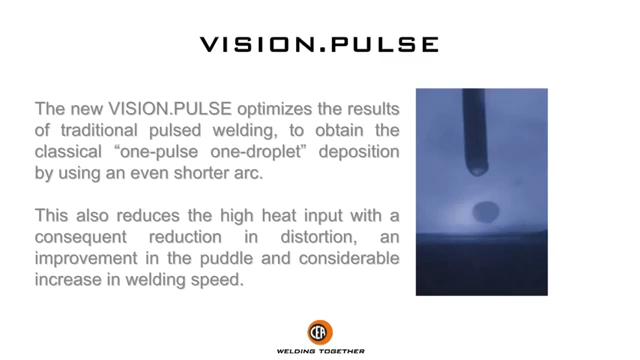 VISION.PULSE
The new VISION.PULSE optimizes the results
of traditional pulsed welding, to obtain the
classical “one-pulse one-droplet” deposition
by using an even shorter arc.
This also reduces the high heat input with a
consequent reduction in distortion, an
improvement in the puddle and considerable
increase in welding speed.
CEA
WELDING TOGETHER